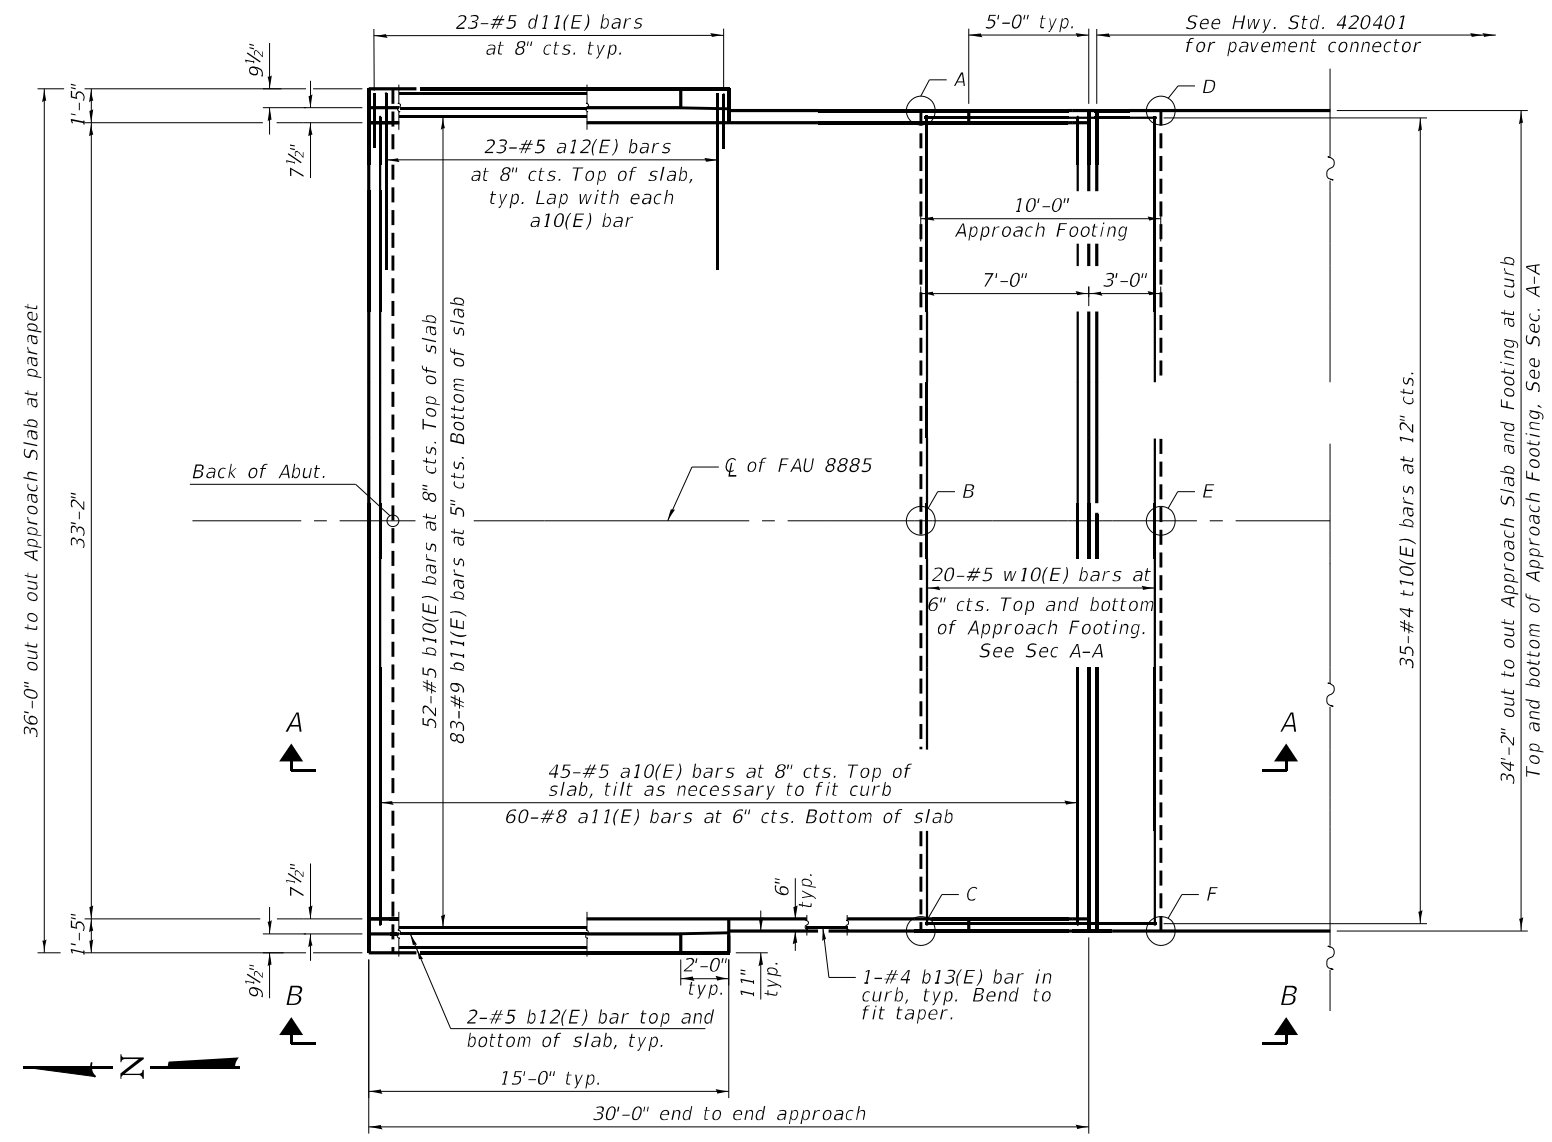 23-#5 d11(E) bars
at 8" cts. typ.
5'-0" typ.
See Hwy. Std. 420401
for pavement connector
9½"
1'-5"
7½"
A
D
23-#5 a12(E) bars
at 8" cts. Top of slab,
typ. Lap with each
a10(E) bar
10'-0"
Approach Footing
7'-0"
3'-0"
36'-0" out to out Approach Slab at parapet
33'-2"
52-#5 b10(E) bars at 8" cts. Top of slab
83-#9 b11(E) bars at 5" cts. Bottom of slab
35-#4 t10(E) bars at 12" cts.
34'-2" out to out Approach Slab and Footing at curb
Top and bottom of Approach Footing, See Sec. A-A
Back of Abut.
℄ of FAU 8885
B
E
20-#5 w10(E) bars at
6" cts. Top and bottom
of Approach Footing.
See Sec A-A
A
A
45-#5 a10(E) bars at 8" cts. Top of
slab, tilt as necessary to fit curb
60-#8 a11(E) bars at 6" cts. Bottom of slab
7½"
6"
typ.
C
F
1'-5"
9½"
2'-0"
typ.
11"
typ.
1-#4 b13(E) bar in
curb, typ. Bend to
fit taper.
B
B
2-#5 b12(E) bar top and
bottom of slab, typ.
N
15'-0" typ.
30'-0" end to end approach